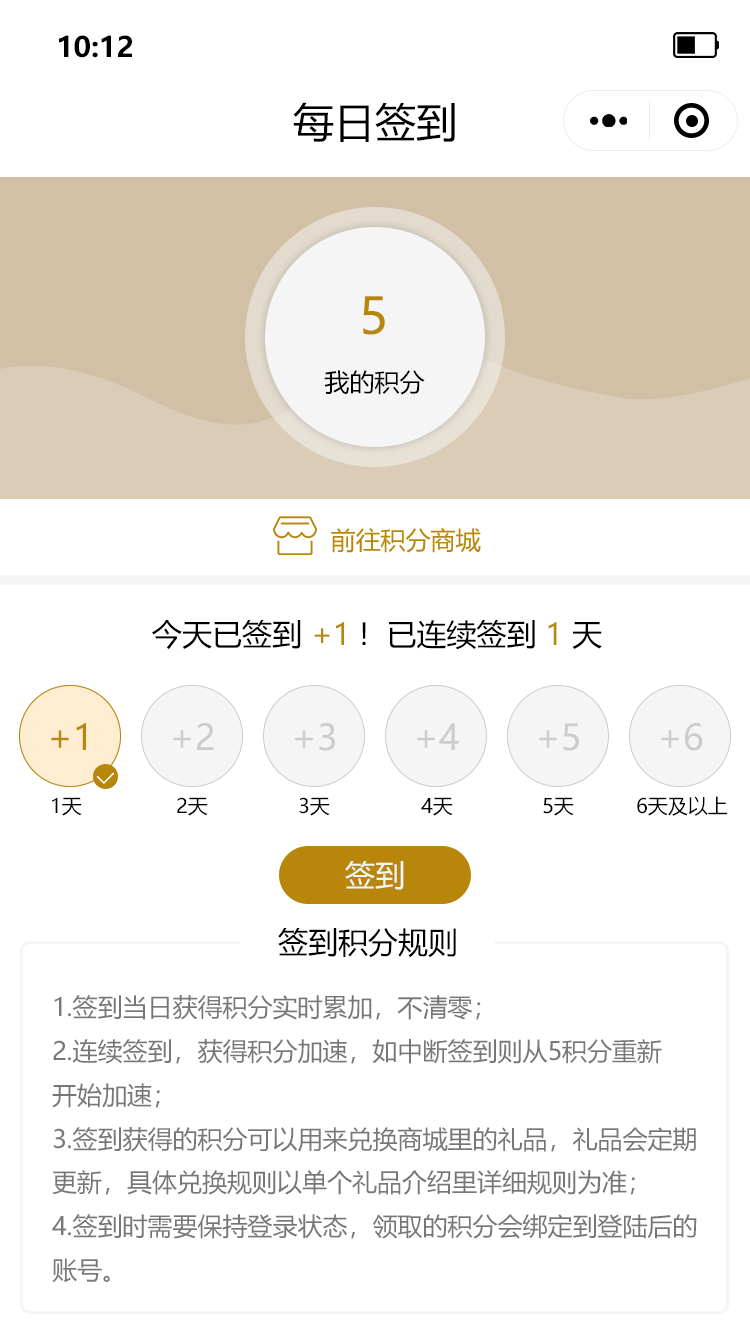 10:12
每日签到
5
我的积分
前往积分商城
今天已签到 +1 ！已连续签到 1 天
+1 +2 +3 +4 +5 +6
1天 2天 3天 4天 5天 6天及以上
签到
签到积分规则
1.签到当日获得积分实时累加，不清零；
2.连续签到，获得积分加速，如中断签到则从5积分重新
开始加速；
3.签到获得的积分可以用来兑换商城里的礼品，礼品会定期
更新，具体兑换规则以单个礼品介绍里详细规则为准；
4.签到时需要保持登录状态，领取的积分会绑定到登陆后的
账号。